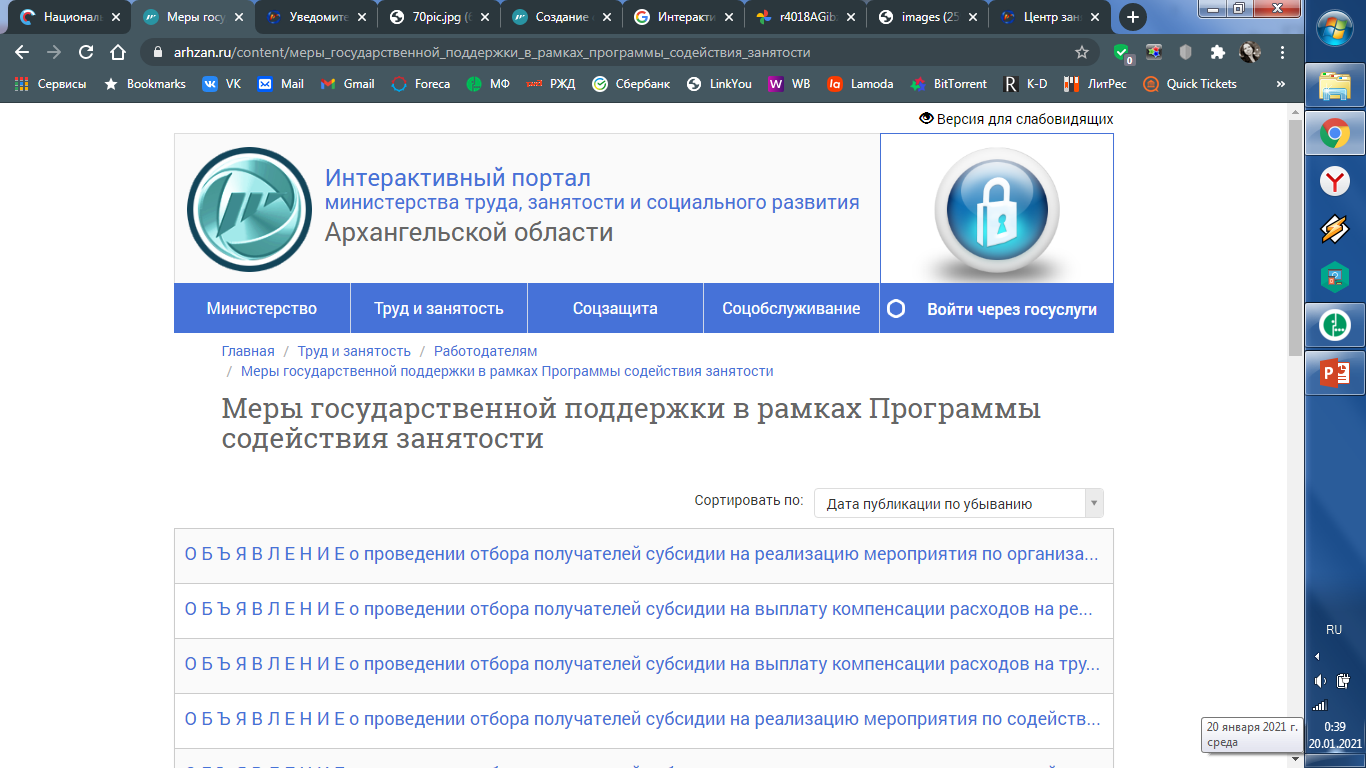 Националь
Меры госу
Уведомите
70pic.jpg (6
Создание
Интеракти
r4018AGib
images (25
Центр зан
arhzan.ru/content/меры_государственной_поддержки_в_рамках_программы_содействия_занятости
0
Сервисы Bookmarks VK Mail Gmail Foreca МФ РЖД Сбербанк LinkYou WB Lamoda BitTorrent K-D ЛитРес Quick Tickets »
Версия для слабовидящих
Интерактивный портал
министерства труда, занятости и социального развития
Архангельской области
Министерство Труд и занятость Соцзащита Соцобслуживание Войти через госуслуги
Главная / Труд и занятость / Работодателям
/ Меры государственной поддержки в рамках Программы содействия занятости
Меры государственной поддержки в рамках Программы
содействия занятости
Сортировать по: Дата публикации по убыванию
О Б Ъ Я В Л Е Н И Е о проведении отбора получателей субсидии на реализацию мероприятия по организа...
О Б Ъ Я В Л Е Н И Е о проведении отбора получателей субсидии на выплату компенсации расходов на ре...
О Б Ъ Я В Л Е Н И Е о проведении отбора получателей субсидии на выплату компенсации расходов на тру...
О Б Ъ Я В Л Е Н И Е о проведении отбора получателей субсидии на реализацию мероприятия по содейств...
RU
20 января 2021 г.
среда
0:39
20.01.2021